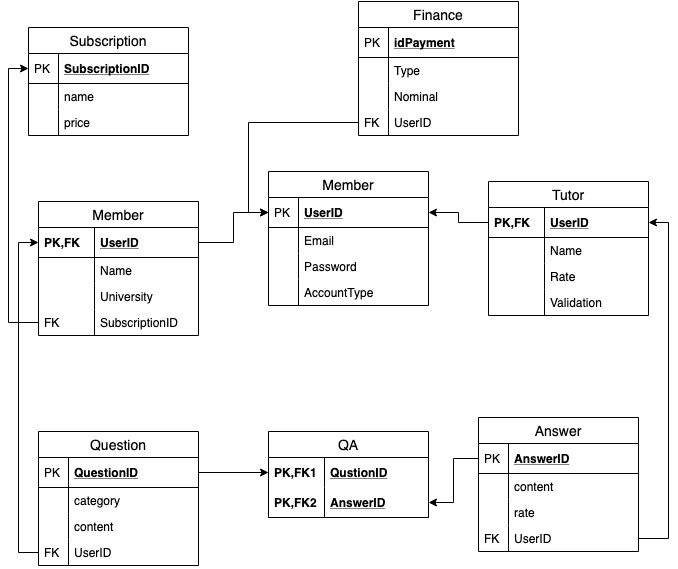 Finance
PK idPayment
Type
Nominal
FK UserID
Subscription
PK SubscriptionID
name
price
Member
PK UserID
Email
Password
AccountType
Tutor
PK,FK UserID
Name
Rate
Validation
Member
PK,FK UserID
Name
University
FK SubscriptionID
Question
PK QuestionID
category
content
FK UserID
QA
PK,FK1 QustionID
PK,FK2 AnswerID
Answer
PK AnswerID
content
rate
FK UserID